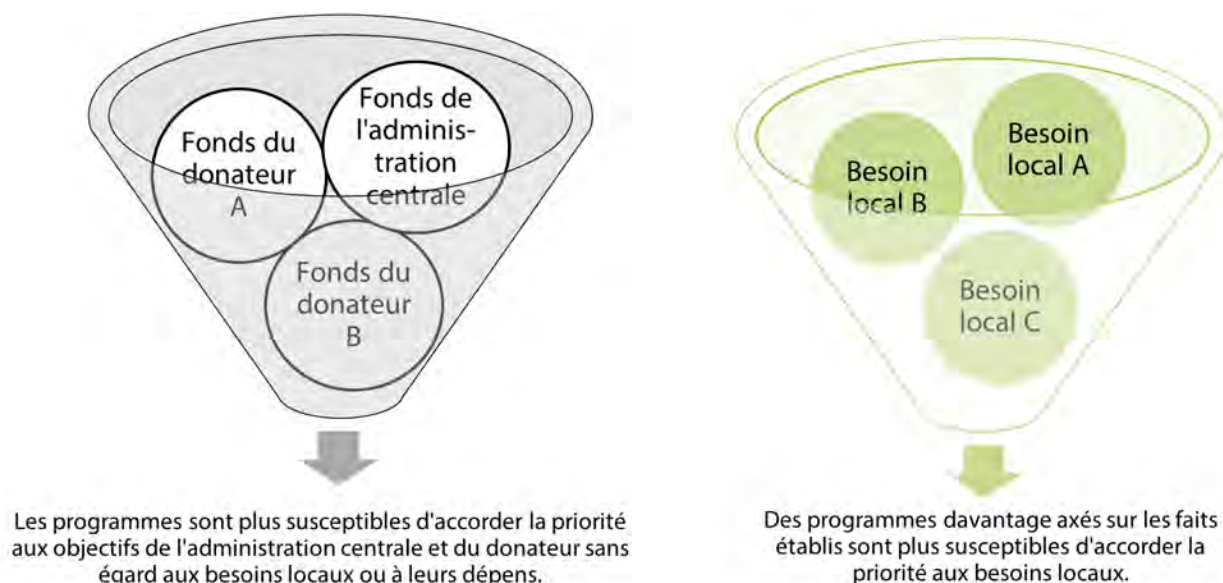 Fonds du
donateur
A
Fonds de
l'adminis-
tration
centrale
Fonds du
donateur
B
Les programmes sont plus susceptibles d'accorder la priorité
aux objectifs de l'administration centrale et du donateur sans
égard aux besoins locaux ou à leurs dépens.
Besoin
local B
Besoin
local A
Besoin
local C
Des programmes davantage axés sur les faits
établis sont plus susceptibles d'accorder la
priorité aux besoins locaux.